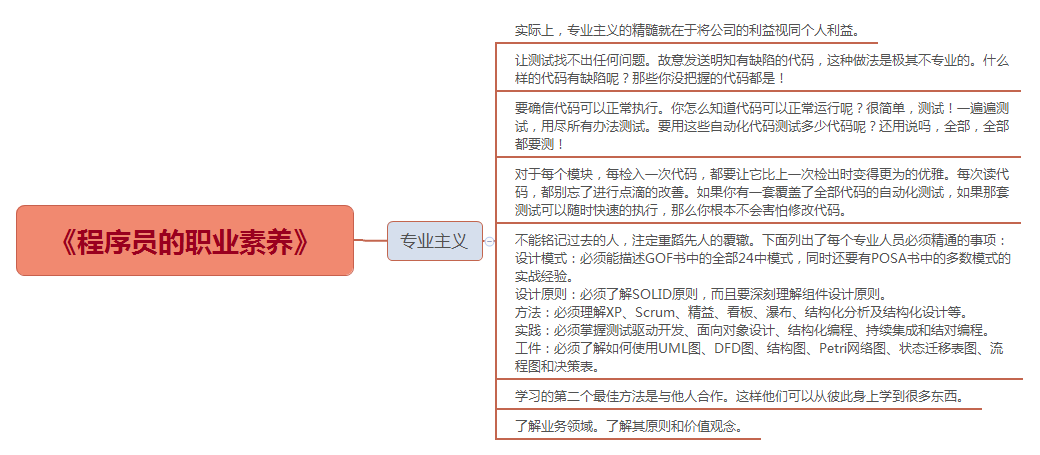 实际上，专业主义的精髓就在于将公司的利益视同个人利益。
让测试找不出任何问题。故意发送明知有缺陷的代码，这种做法是极其不专业的。什么
样的代码有缺陷呢？那些你没把握的代码都是！
要确信代码可以正常执行。你怎么知道代码可以正常运行呢？很简单，测试！一遍遍测
试，用尽所有办法测试。要用这些自动化代码测试多少代码呢？还用说吗，全部，全部
都要测！
对于每个模块，每检入一次代码，都要让它比上一次检出时变得更为的优雅。每次读代
码，都别忘了进行点滴的改善。如果你有一套覆盖了全部代码的自动化测试，如果那套
测试可以随时快速的执行，那么你根本不会害怕修改代码。
《程序员的职业素养》
专业主义
不能铭记过去的人，注定重蹈先人的覆辙。下面列出了每个专业人员必须精通的事项：
设计模式：必须能描述GOF书中的全部24中模式，同时还要有POSA书中的多数模式的
实战经验。
设计原则：必须了解SOLID原则，而且要深刻理解组件设计原则。
方法：必须理解XP、Scrum、精益、看板、瀑布、结构化分析及结构化设计等。
实践：必须掌握测试驱动开发、面向对象设计、结构化编程、持续集成和结对编程。
工件：必须了解如何使用UML图、DFD图、结构图、Petri网络图、状态迁移表图、流
程图和决策表。
学习的第二个最佳方法是与他人合作。这样他们可以从彼此身上学到很多东西。
了解业务领域。了解其原则和价值观念。